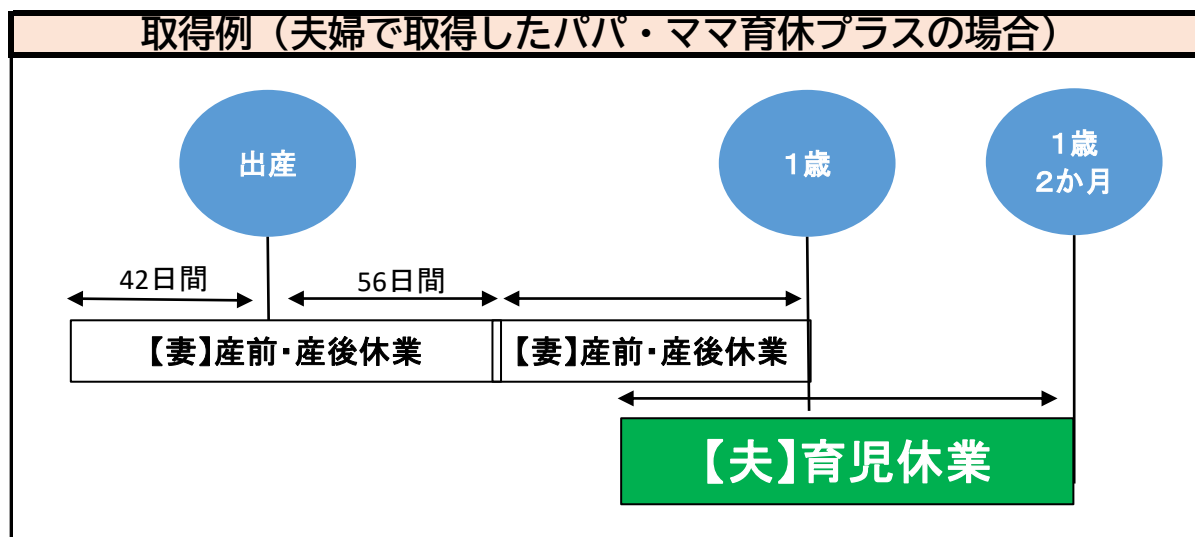 取得例（夫婦で取得したパパ・ママ育休プラスの場合）
出産
１歳
１歳
２か月
42日間
56日間
【妻】産前・産後休業
【妻】産前・産後休業
【夫】育児休業